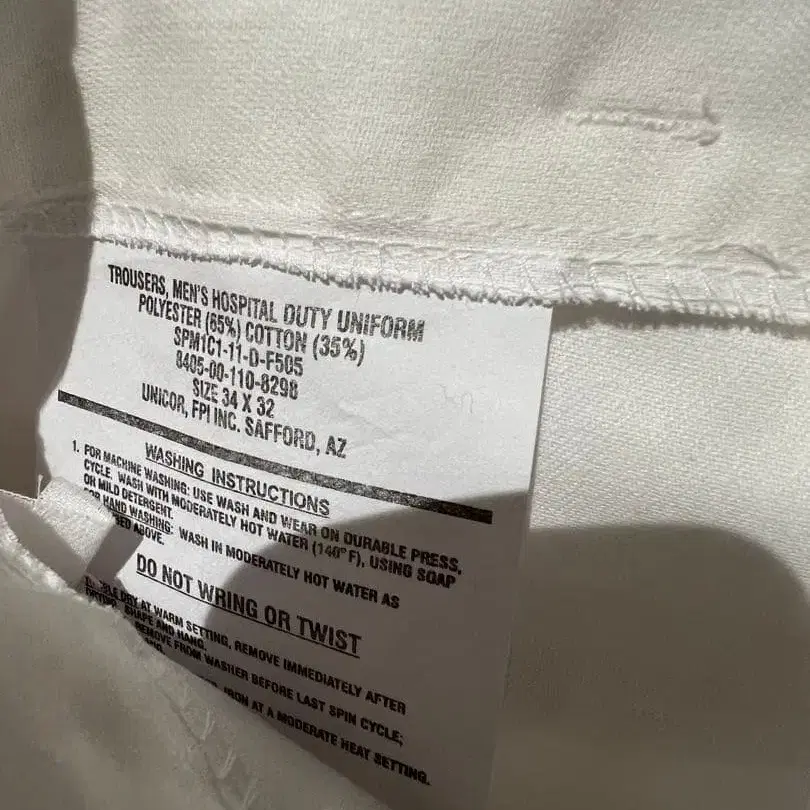 TROUSERS, MEN'S HOSPITAL DUTY UNIFORM
POLYESTER (65%) COTTON (35%)
SPM1C1-11-D-F505
8405-00-110-8298
SIZE 34 X 32
UNICOR, FPI INC. SAFFORD, AZ
WASHING INSTRUCTIONS
1. FOR MACHINE WASHING: USE WASH AND WEAR ON DURABLE PRESS,
CYCLE WASH WITH MODERATELY HOT WATER (140°F), USING SOAP
OR MILD DETERGENT.
FOR HAND WASHING: WASH IN MODERATELY HOT WATER AS
ABOVE.
DO NOT WRING OR TWIST
DRY AT WARM SETTING, REMOVE IMMEDIATELY AFTER
SHAPE AND HANG.
REMOVE FROM WASHER BEFORE LAST SPIN CYCLE;
IRON AT A MODERATE HEAT SETTING.